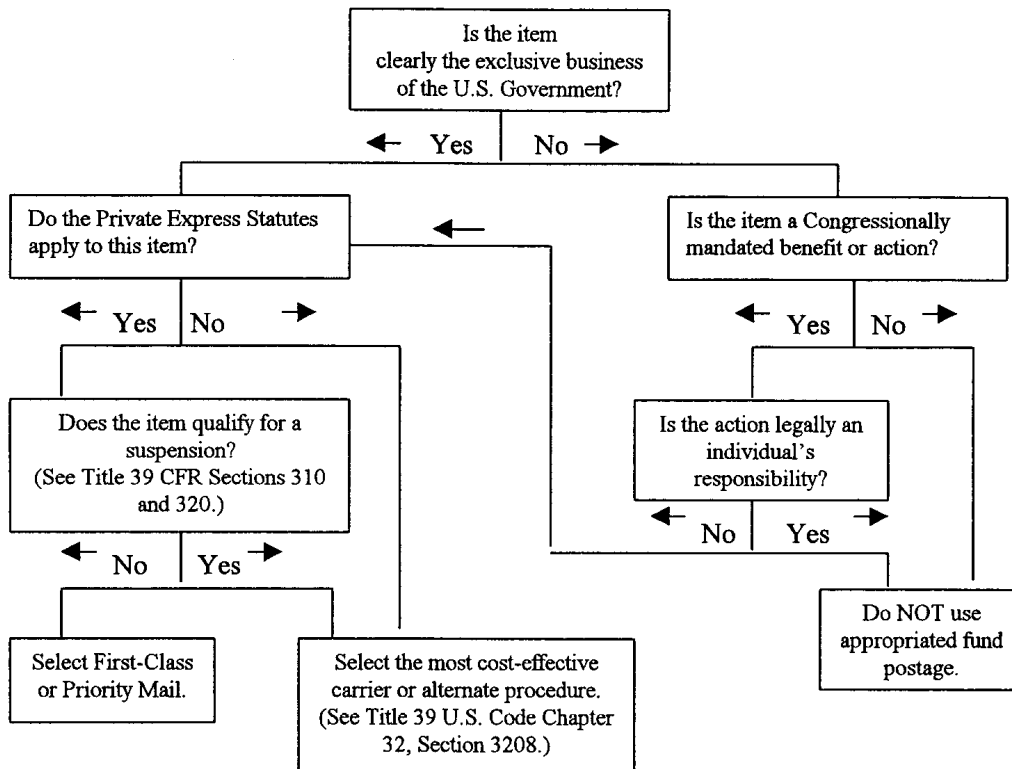 Is the item
clearly the exclusive business
of the U.S. Government?
Yes No
Do the Private Express Statutes
apply to this item?
Is the item a Congressionally
mandated benefit or action?
Yes No
Yes No
Does the item qualify for a
suspension?
(See Title 39 CFR Sections 310
and 320.)
Is the action legally an
individual's
responsibility?
No Yes
No Yes
Select First-Class
or Priority Mail.
Select the most cost-effective
carrier or alternate procedure.
(See Title 39 U.S. Code Chapter
32, Section 3208.)
Do NOT use
appropriated fund
postage.